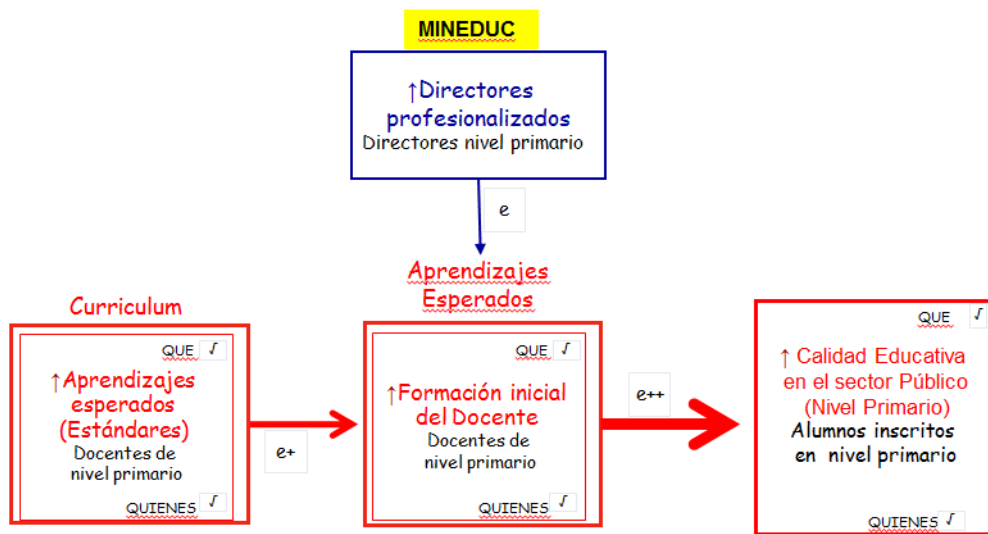 MINEDUC
↑Directores
profesionalizados
Directores nivel primario
e
Aprendizajes
Esperados
Curriculum
QUE √
↑Aprendizajes
esperados
(Estándares)
Docentes de
nivel primario
QUIENES √
e+
QUE √
↑Formación inicial
del Docente
Docentes de
nivel primario
QUIENES √
e++
QUE √
↑ Calidad Educativa
en el sector Público
(Nivel Primario)
Alumnos inscritos
en nivel primario
QUIENES √